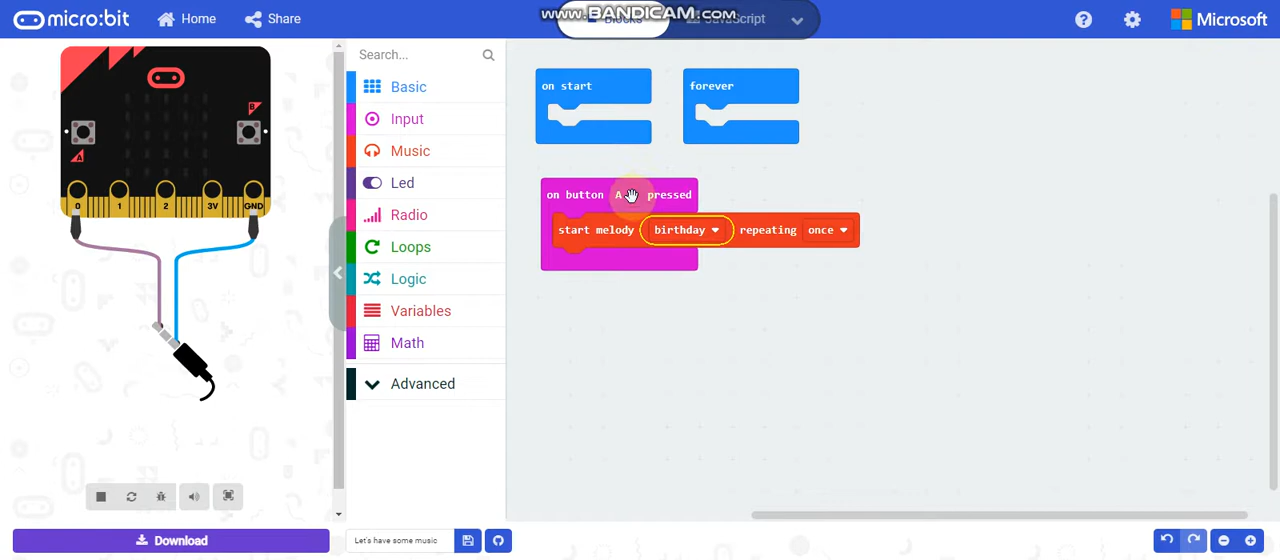 micro:bit Home Share
www.BANDICAM.com
Blocks JavaScript
Microsoft
Search...
Basic
Input
Music
Led
Radio
Loops
Logic
Variables
Math
Advanced
on start
forever
on button A pressed
start melody birthday repeating once
A
B
0 1 2 3V GND
Download
Let's have some music